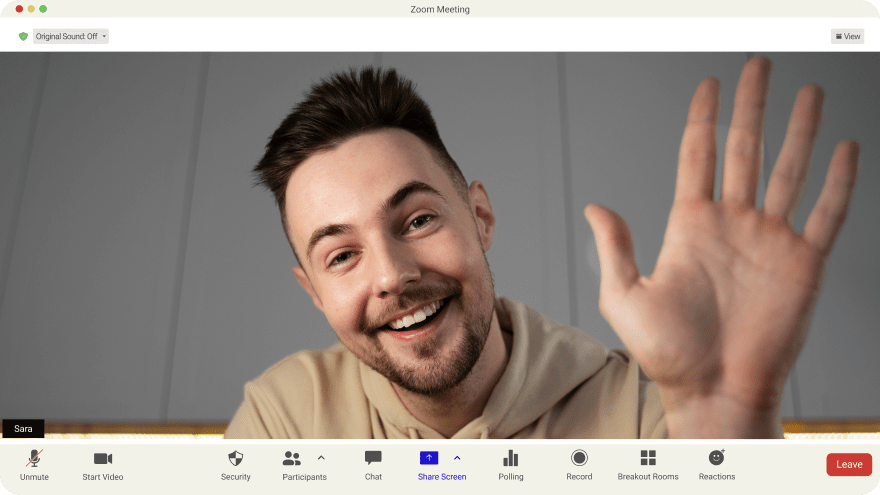 Zoom Meeting
Original Sound: Off
View
Sara
Unmute
Start Video
Security
Participants
Chat
Share Screen
Polling
Record
Breakout Rooms
Reactions
Leave